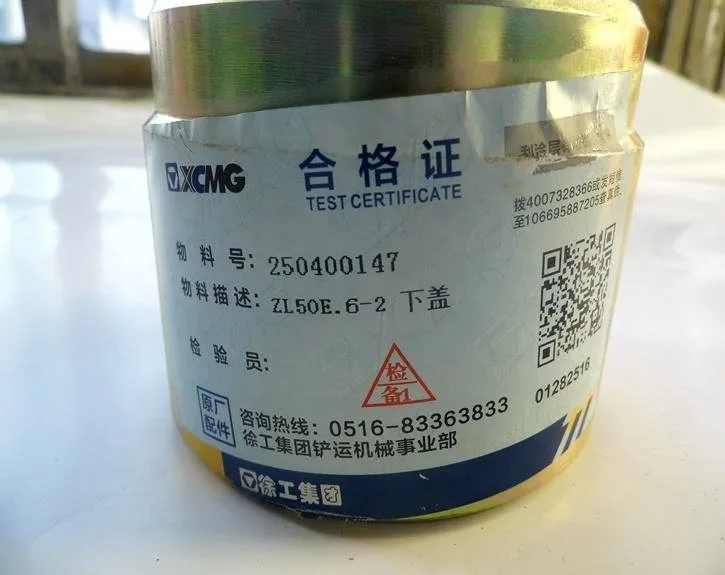 XCMG
合格证
TEST CERTIFICATE
刮涂层
拨4007328366或发短信
至106695887205查真伪.
物料号: 250400147
物料描述: ZL50E.6-2 下盖
检验员:
检
备1
01282516
原厂
配件
咨询热线: 0516-83363833
徐工集团铲运机械事业部
徐工集团